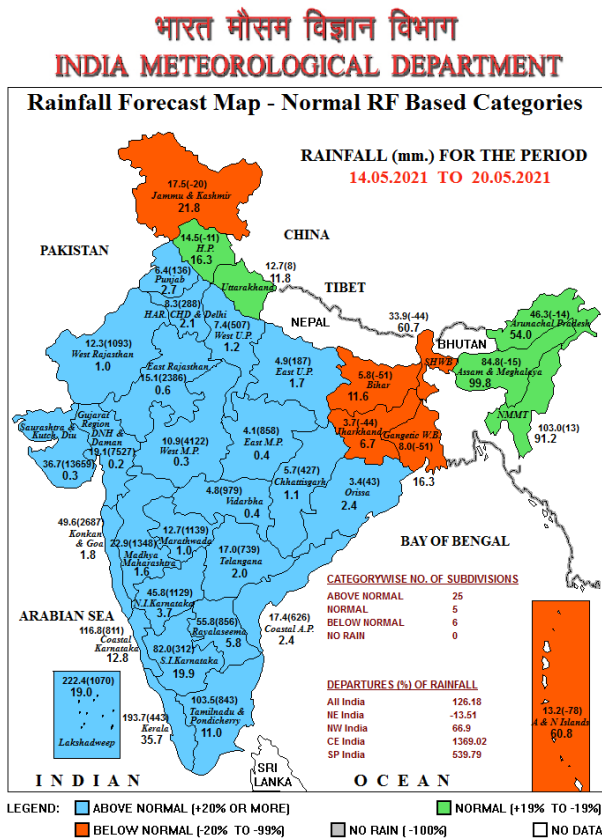 भारत मौसम विज्ञान विभाग
INDIA METEOROLOGICAL DEPARTMENT
Rainfall Forecast Map - Normal RF Based Categories
RAINFALL (mm.) FOR THE PERIOD
14.05.2021 TO 20.05.2021
17.5(-20)
Jammu & Kashmir
21.8
CHINA
PAKISTAN
14.5(-11)
H.P.
16.3
12.7(8)
11.8
Uttarakhand
TIBET
6.4(136)
Punjab
2.7
8.3(288)
HAR. CHD & Delhi
2.1
7.4(507)
West U.P.
1.2
NEPAL
33.9(-44)
60.7
SHWB
BHUTAN
46.3(-14)
Arunachal Pradesh
54.0
12.3(1093)
West Rajasthan
1.0
East Rajasthan
15.1(2386)
0.6
4.9(187)
East U.P.
1.7
5.8(-51)
Bihar
11.6
84.8(-15)
Assam & Meghalaya
99.8
NMMT
103.0(13)
91.2
Saurashtra &
Kutch, Diu
36.7(13659)
0.3
Gujarat
Region
DNH &
Daman
19.1(7527)
0.2
10.9(4122)
West M.P.
0.3
4.1(858)
East M.P.
0.4
3.7(-44)
Jharkhand
6.7
Gangetic W.B.
8.0(-51)
16.3
5.7(427)
Chhattisgarh
1.1
3.4(43)
Orissa
2.4
4.8(979)
Vidarbha
0.4
49.6(2687)
Konkan
& Goa
1.8
22.9(1348)
Madhya
Maharashtra
1.6
12.7(1139)
Marathwada
1.0
17.0(739)
Telangana
2.0
BAY OF BENGAL
45.8(1129)
N.I.Karnataka
3.7
55.8(856)
Rayalaseema
5.8
17.4(626)
Coastal A.P.
2.4
ARABIAN SEA
116.8(811)
Coastal
Karnataka
12.8
82.0(312)
S.I.Karnataka
19.9
222.4(1070)
19.0
Lakshadweep
193.7(443)
Kerala
35.7
103.5(843)
Tamilnadu &
Pondicherry
11.0
CATEGORYWISE NO. OF SUBDIVISIONS
ABOVE NORMAL 25
NORMAL 5
BELOW NORMAL 6
NO RAIN 0
DEPARTURES (%) OF RAINFALL
All India 126.18
NE India -13.51
NW India 66.9
CE India 1369.02
SP India 539.79
13.2(-78)
A & N Islands
60.8
SRI
LANKA
INDIAN OCEAN
LEGEND: ABOVE NORMAL (+20% OR MORE) NORMAL (+19% TO -19%)
BELOW NORMAL (-20% TO -99%) NO RAIN (-100%) NO DATA